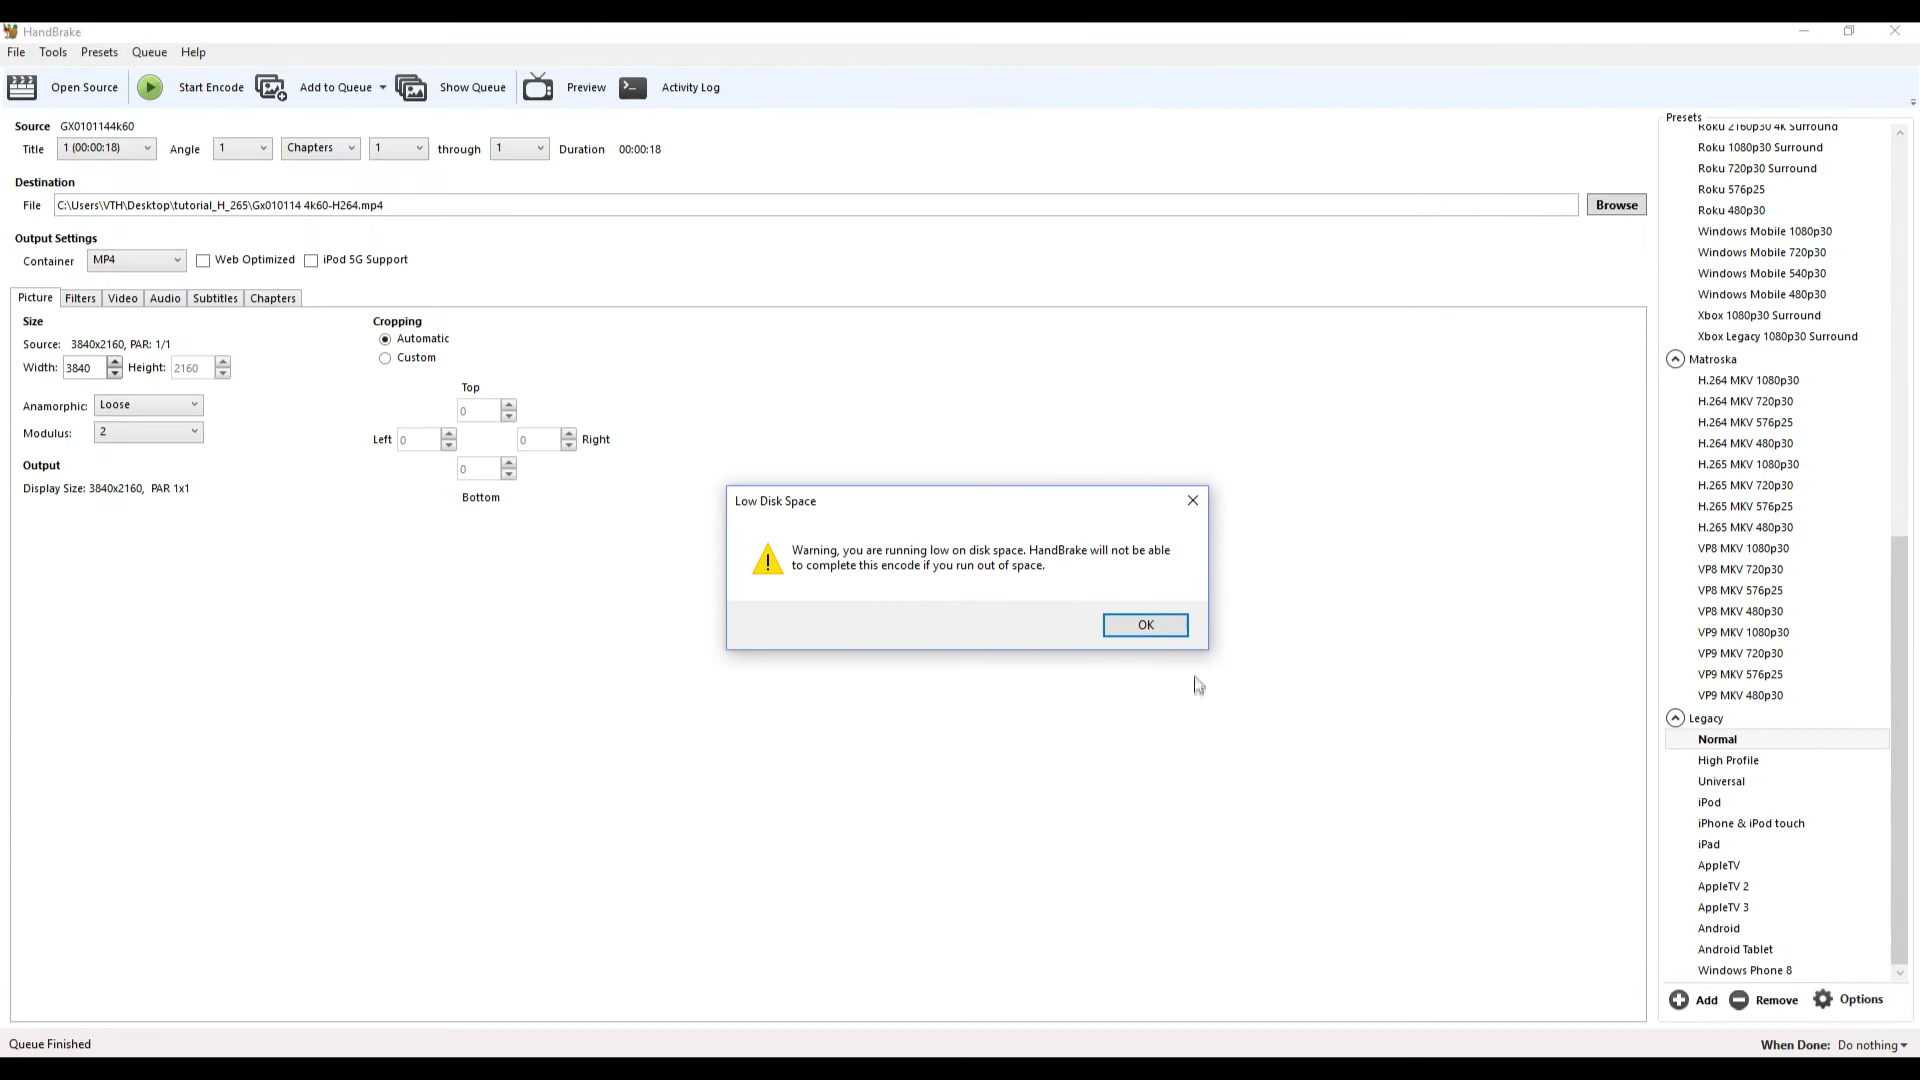 HandBrake
File Tools Presets Queue Help
Open Source Start Encode Add to Queue Show Queue Preview Activity Log
Source GX0101144k60
Title 1 (00:00:18) Angle 1 Chapters 1 through 1 Duration 00:00:18
Destination
File C:\Users\VTH\Desktop\tutorial_H_265\Gx010114 4k60-H264.mp4 Browse
Output Settings
Container MP4 Web Optimized iPod 5G Support
Picture Filters Video Audio Subtitles Chapters
Size
Source: 3840x2160, PAR: 1/1
Width: 3840 Height: 2160
Anamorphic: Loose
Modulus: 2
Output
Display Size: 3840x2160, PAR 1x1
Cropping
Automatic
Custom
Top
0
Left 0 0 Right
0
Bottom
Low Disk Space
Warning, you are running low on disk space. HandBrake will not be able
to complete this encode if you run out of space.
OK
Presets
Roku 2160p30 4K Surround
Roku 1080p30 Surround
Roku 720p30 Surround
Roku 576p25
Roku 480p30
Windows Mobile 1080p30
Windows Mobile 720p30
Windows Mobile 540p30
Windows Mobile 480p30
Xbox 1080p30 Surround
Xbox Legacy 1080p30 Surround
Matroska
H.264 MKV 1080p30
H.264 MKV 720p30
H.264 MKV 576p25
H.264 MKV 480p30
H.265 MKV 1080p30
H.265 MKV 720p30
H.265 MKV 576p25
H.265 MKV 480p30
VP8 MKV 1080p30
VP8 MKV 720p30
VP8 MKV 576p25
VP8 MKV 480p30
VP9 MKV 1080p30
VP9 MKV 720p30
VP9 MKV 576p25
VP9 MKV 480p30
Legacy
Normal
High Profile
Universal
iPod
iPhone & iPod touch
iPad
AppleTV
AppleTV 2
AppleTV 3
Android
Android Tablet
Windows Phone 8
Add Remove Options
Queue Finished
When Done: Do nothing